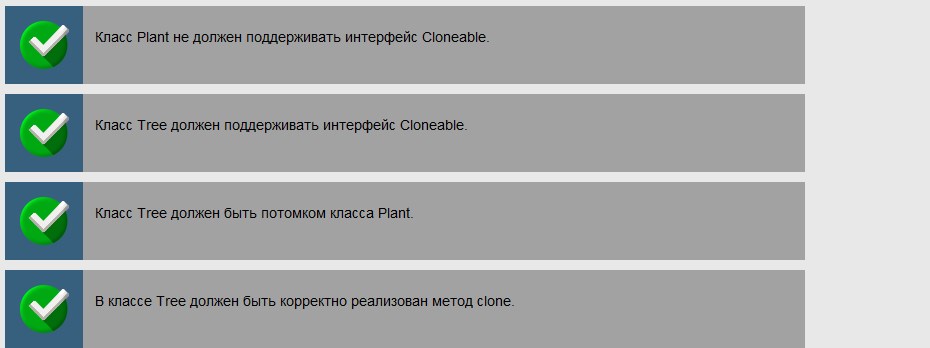 Класс Plant не должен поддерживать интерфейс Cloneable.
Класс Tree должен поддерживать интерфейс Cloneable.
Класс Tree должен быть потомком класса Plant.
В классе Tree должен быть корректно реализован метод clone.